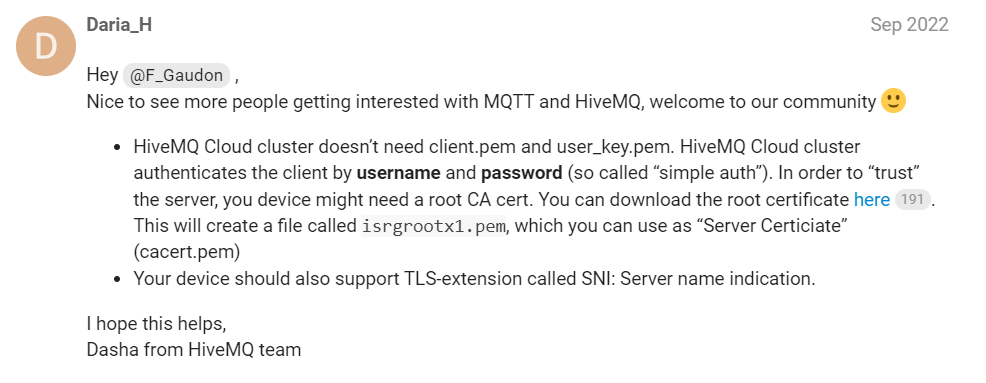 D
Daria_H
Sep 2022
Hey @F_Gaudon ,
Nice to see more people getting interested with MQTT and HiveMQ, welcome to our community 🙂
• HiveMQ Cloud cluster doesn’t need client.pem and user_key.pem. HiveMQ Cloud cluster
authenticates the client by username and password (so called “simple auth”). In order to “trust”
the server, you device might need a root CA cert. You can download the root certificate here 191 .
This will create a file called isrgrootx1.pem, which you can use as “Server Certiciate”
(cacert.pem)
• Your device should also support TLS-extension called SNI: Server name indication.
I hope this helps,
Dasha from HiveMQ team